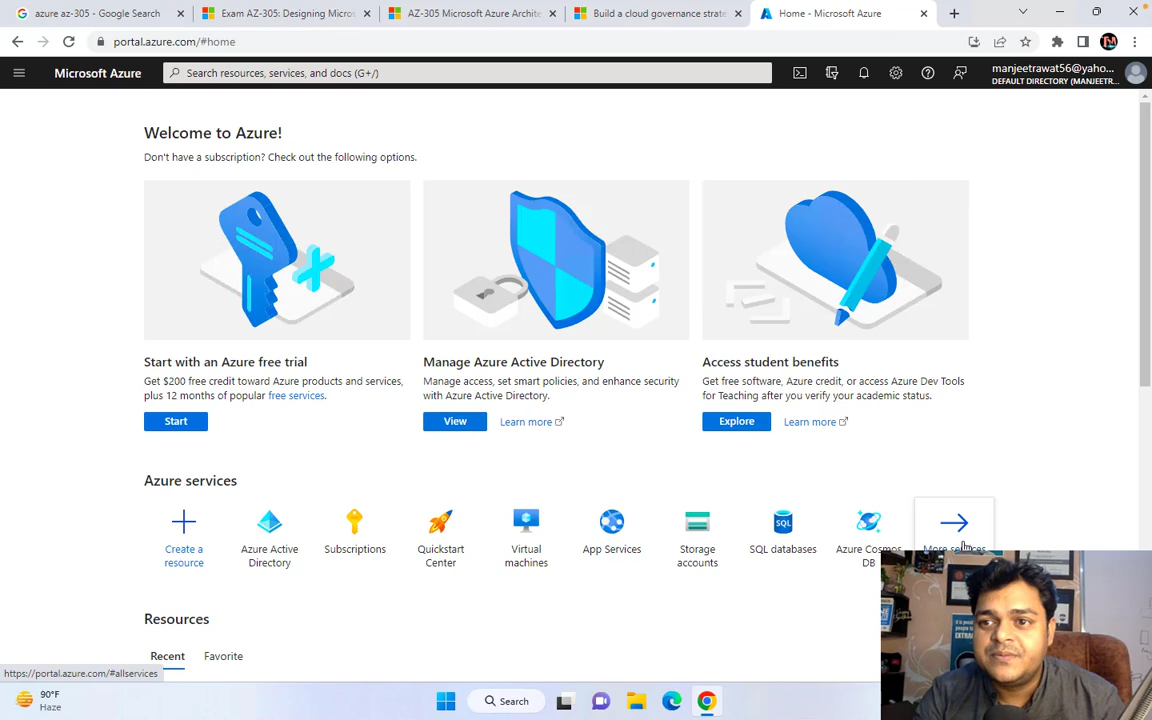 azure az-305 - Google Search
Exam AZ-305: Designing Micros
AZ-305 Microsoft Azure Archite
Build a cloud governance strate
Home - Microsoft Azure
portal.azure.com/#home
Microsoft Azure
Search resources, services, and docs (G+/)
manjeetrawat56@yaho...
DEFAULT DIRECTORY (MANJEETR...
Welcome to Azure!
Don't have a subscription? Check out the following options.
Start with an Azure free trial
Get $200 free credit toward Azure products and services,
plus 12 months of popular free services.
Start
Manage Azure Active Directory
Manage access, set smart policies, and enhance security
with Azure Active Directory.
View
Learn more
Access student benefits
Get free software, Azure credit, or access Azure Dev Tools
for Teaching after you verify your academic status.
Explore
Learn more
Azure services
Create a
resource
Azure Active
Directory
Subscriptions
Quickstart
Center
Virtual
machines
App Services
Storage
accounts
SQL
SQL databases
Azure Cosmos
DB
More services
Resources
Recent
Favorite
https://portal.azure.com/#allservices
90°F
Haze
Search